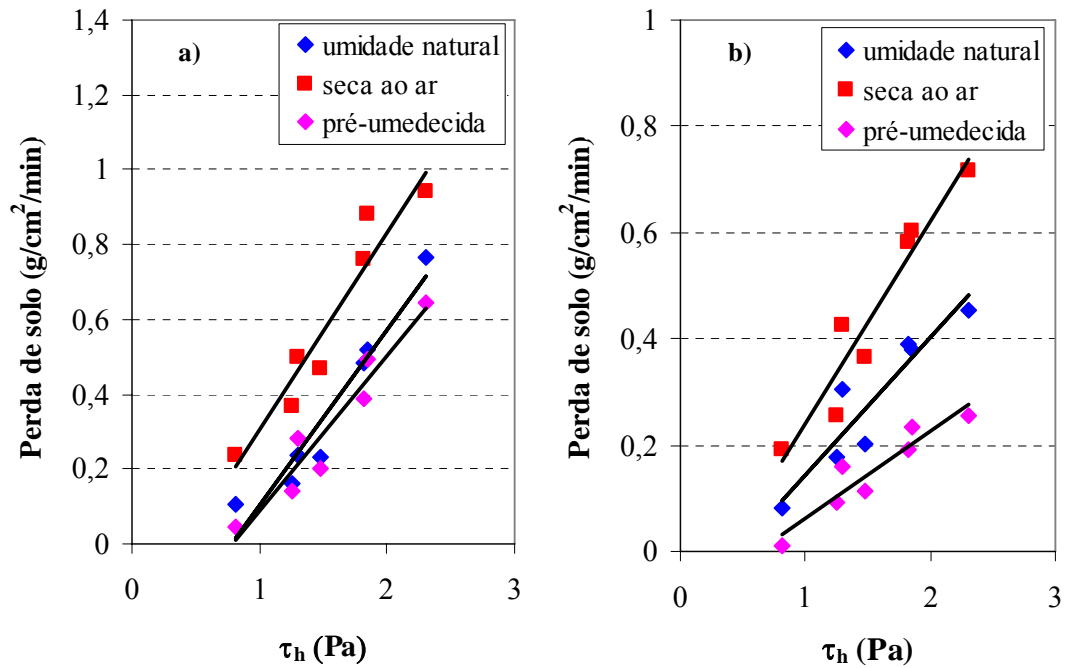 a)
umidade natural
seca ao ar
pré-umedecida
Perda de solo (g/cm²/min)
1,4
1,2
1
0,8
0,6
0,4
0,2
0
0
1
2
3
τh (Pa)
b)
umidade natural
seca ao ar
pré-umedecida
Perda de solo (g/cm²/min)
1
0,8
0,6
0,4
0,2
0
0
1
2
3
τh (Pa)